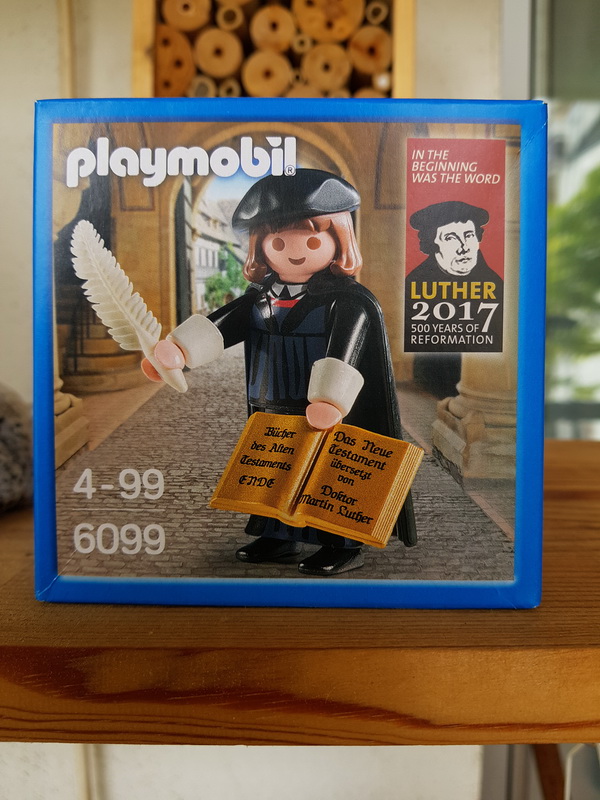 playmobil®
IN THE
BEGINNING
WAS THE WORD
LUTHER
2017
500 YEARS OF
REFORMATION
Bücher
des Alten
Testaments
ENDE
Das Neue
Testament
übersetzt
von
Doktor
Martin Luther
4-99
6099